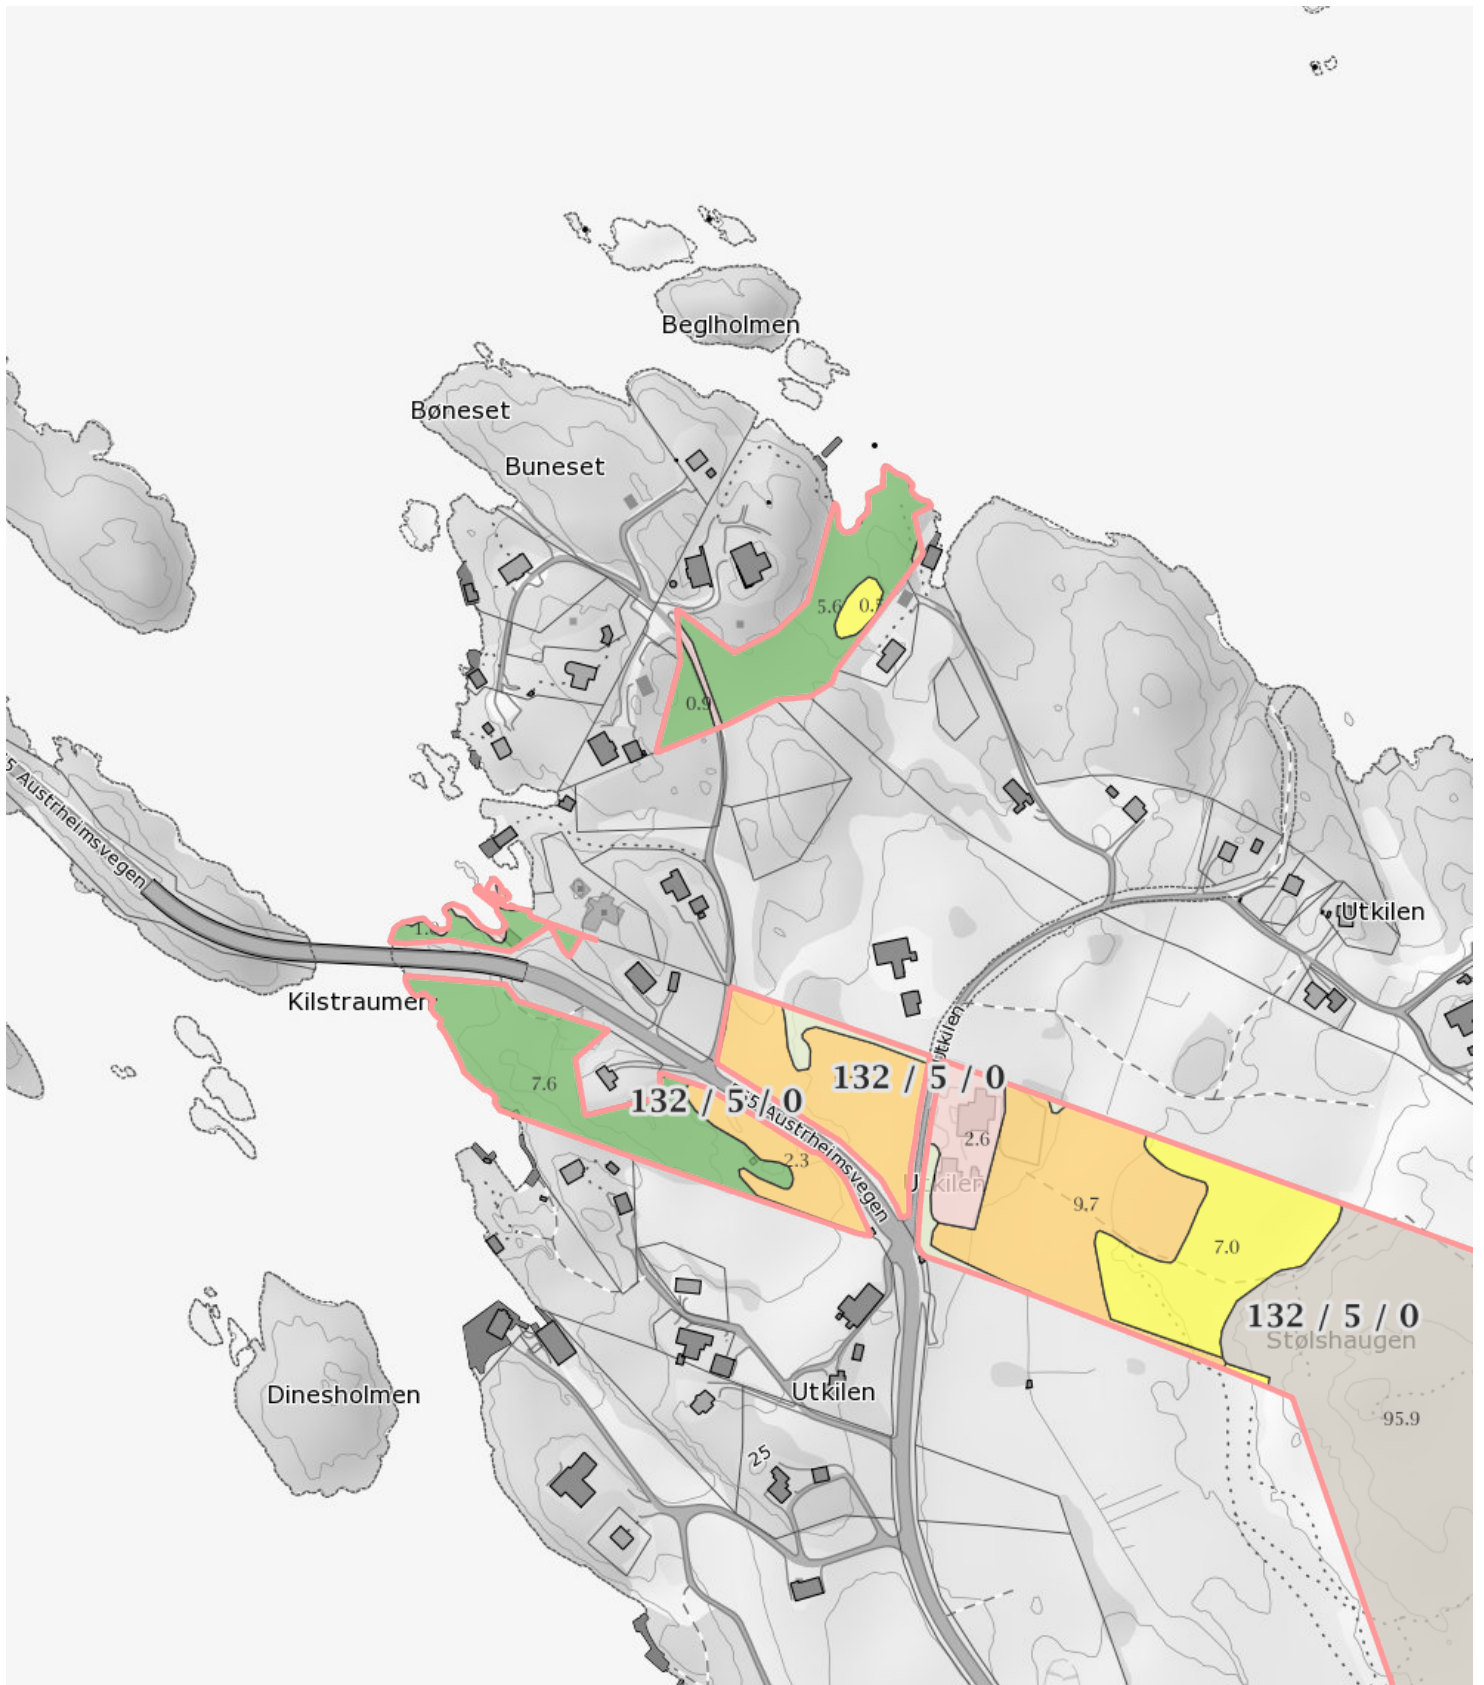 Beglholmen
Bøneset
Buneset
5.6
0.9
5 Austrheimsvegen
Utkilen
Kilstraumen
Utkilen
7.6
132 / 5 / 0
132 / 5 / 0
Austrheimsvegen
2.3
2.6
Utkilen
9.7
7.0
132 / 5 / 0
Stølshaugen
Dinesholmen
Utkilen
95.9
25